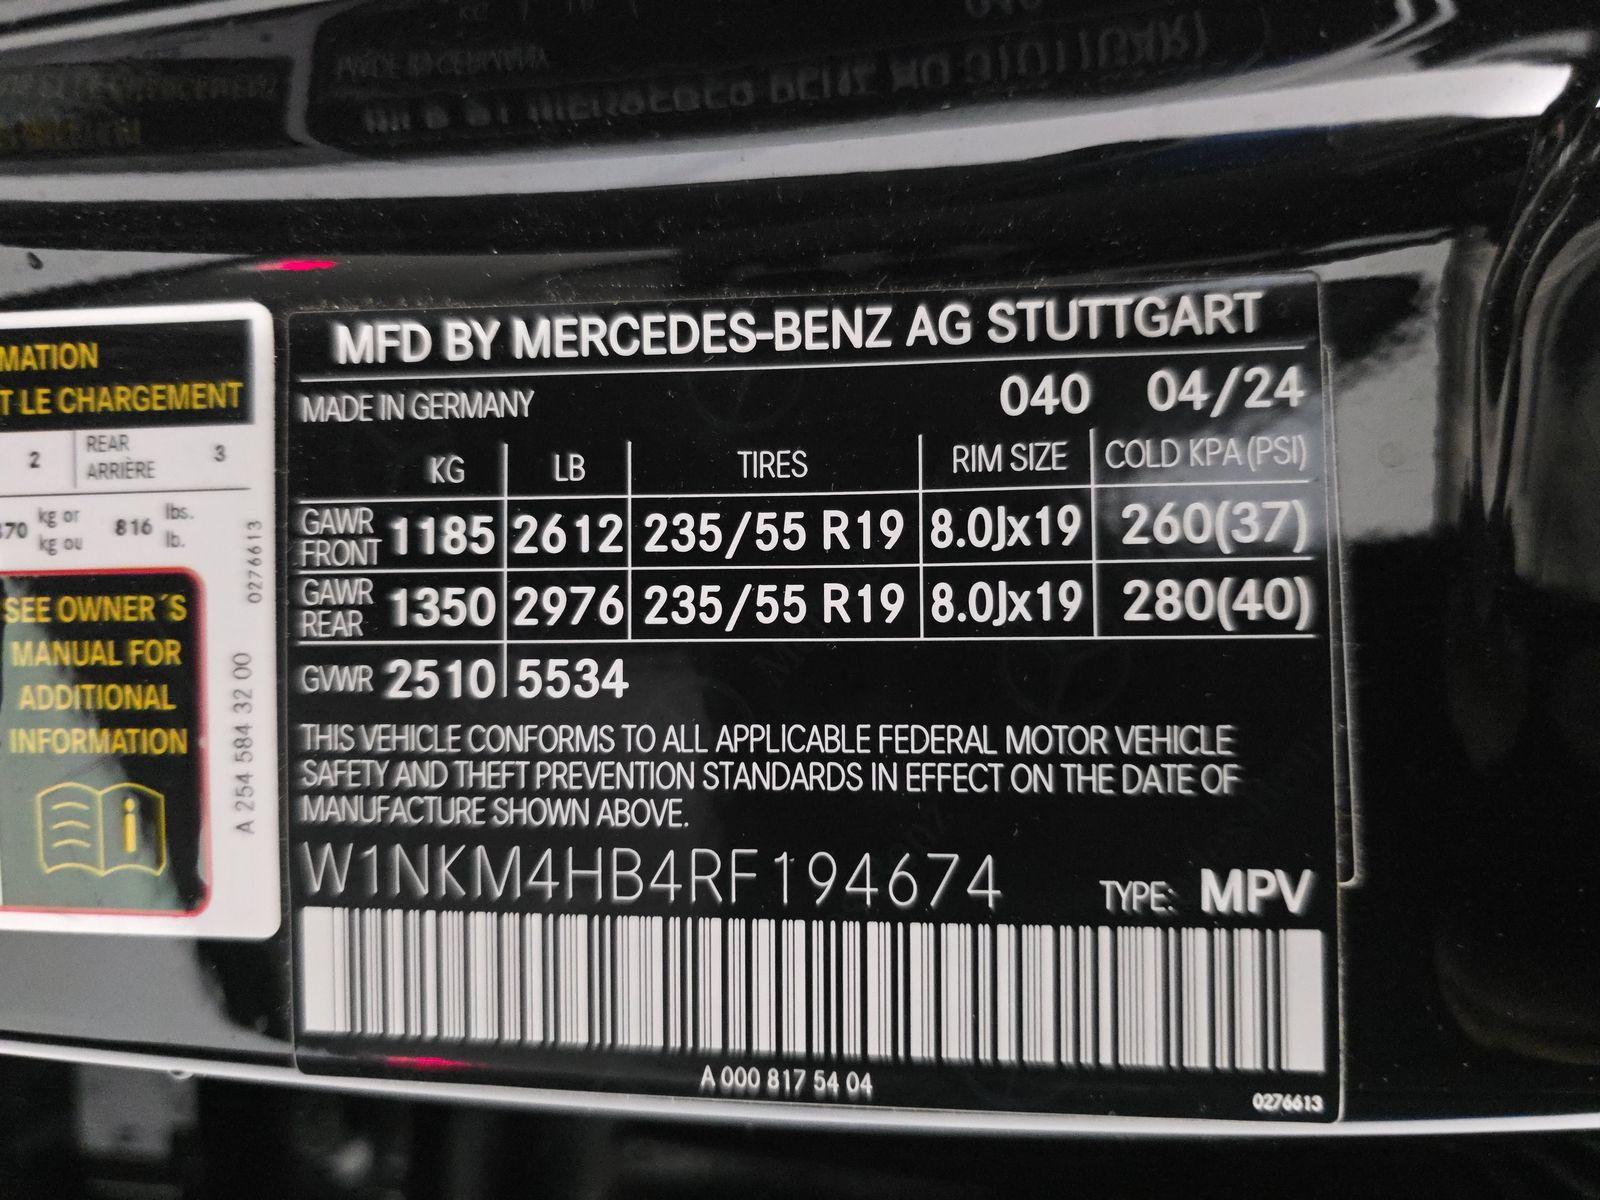 MATION
T LE CHARGEMENT
2 REAR ARRIÈRE 3
kg or 816 lbs.
kg ou lb.
SEE OWNER´S
MANUAL FOR
ADDITIONAL
INFORMATION
0276613
A 254 584 32 00
MFD BY MERCEDES-BENZ AG STUTTGART
MADE IN GERMANY 040 04/24
KG LB TIRES RIM SIZE COLD KPA (PSI)
GAWR FRONT 1185 2612 235/55 R19 8.0Jx19 260(37)
GAWR REAR 1350 2976 235/55 R19 8.0Jx19 280(40)
GVWR 2510 5534
THIS VEHICLE CONFORMS TO ALL APPLICABLE FEDERAL MOTOR VEHICLE
SAFETY AND THEFT PREVENTION STANDARDS IN EFFECT ON THE DATE OF
MANUFACTURE SHOWN ABOVE.
W1NKM4HB4RF194674 TYPE: MPV
A 000 817 54 04
0276613